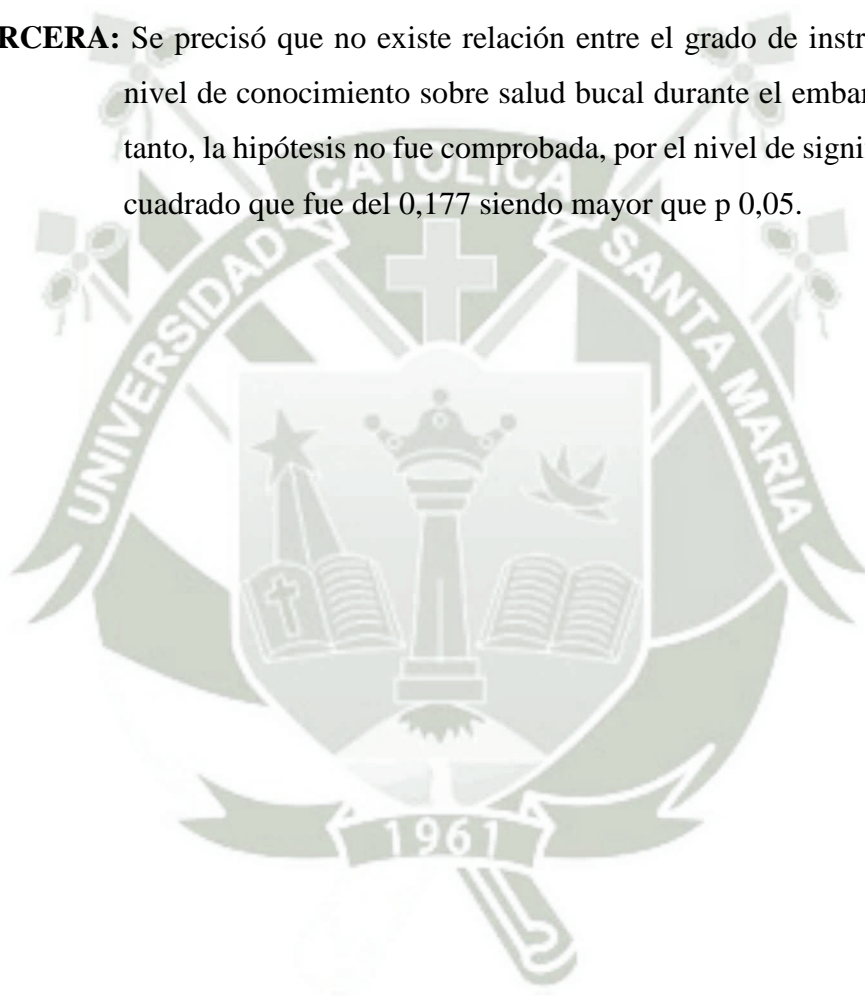 RCERA: Se precisó que no existe relación entre el grado de instr
nivel de conocimiento sobre salud bucal durante el embar
tanto, la hipótesis no fue comprobada, por el nivel de signi
cuadrado que fue del 0,177 siendo mayor que p 0,05.
UNIVERSIDAD CATOLICA SANTA MARIA
1961